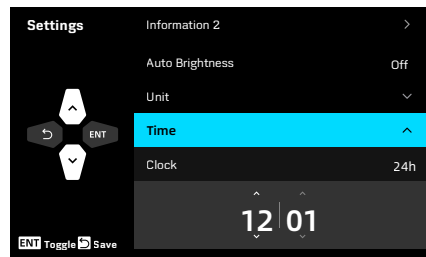 Settings
Information 2
Auto Brightness Off
Unit
ENT
Time
Clock 24h
12 01
ENT Toggle Save